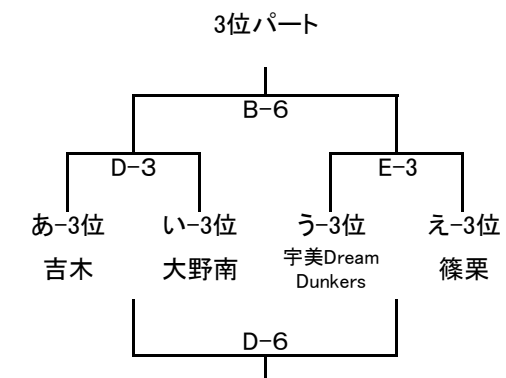 3位パート
B-6
D-3
E-3
あ-3位
い-3位
う-3位
え-3位
吉木
大野南
宇美Dream
Dunkers
篠栗
D-6